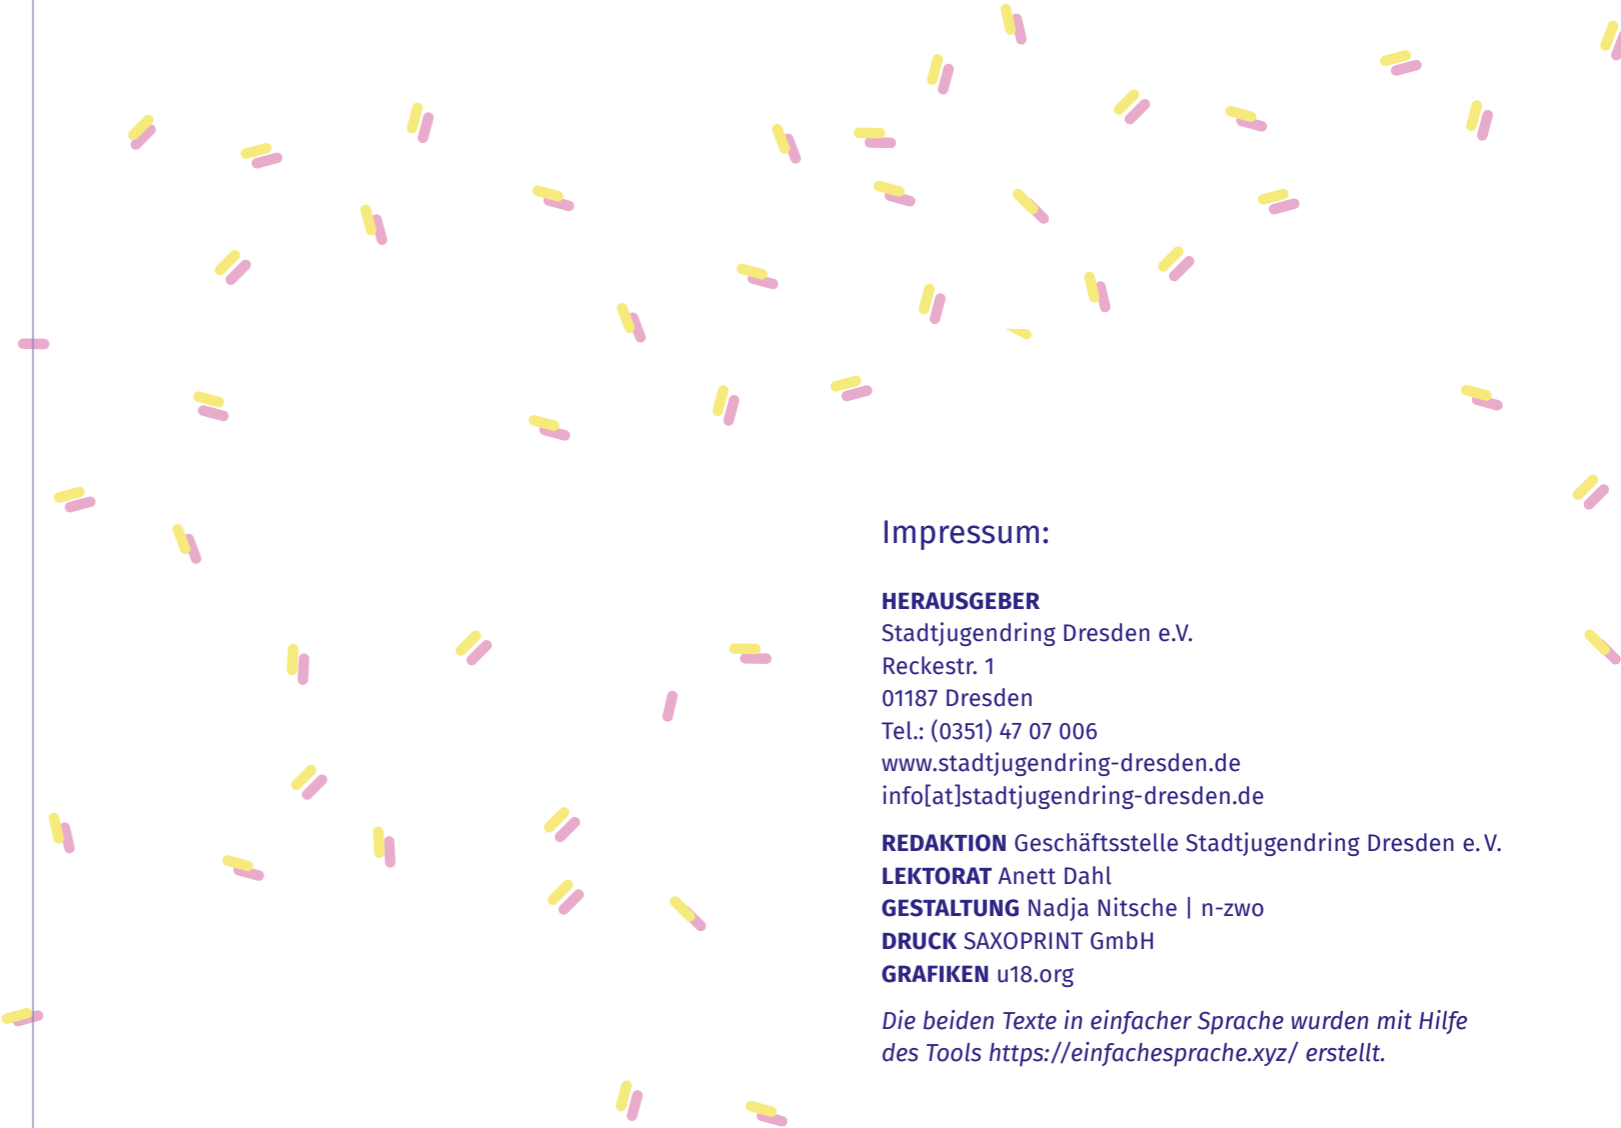 Impressum:
HERAUSGEBER
Stadtjugendring Dresden e.V.
Reckestr. 1
01187 Dresden
Tel.: (0351) 47 07 006
www.stadtjugendring-dresden.de
info[at]stadtjugendring-dresden.de
REDAKTION Geschäftsstelle Stadtjugendring Dresden e. V.
LEKTORAT Anett Dahl
GESTALTUNG Nadja Nitsche | n-zwo
DRUCK SAXOPRINT GmbH
GRAFIKEN u18.org
Die beiden Texte in einfacher Sprache wurden mit Hilfe
des Tools https://einfachesprache.xyz/ erstellt.